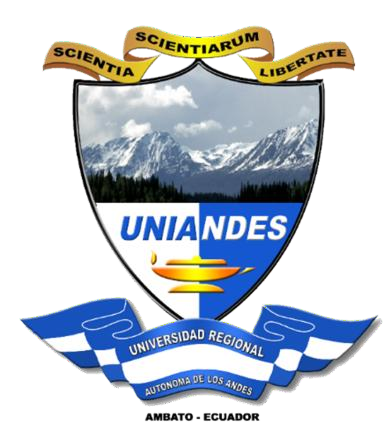 SCIENTIA
SCIENTIARUM
LIBERTATE
UNIANDES
UNIVERSIDAD REGIONAL
AUTONOMA DE LOS ANDES
AMBATO - ECUADOR